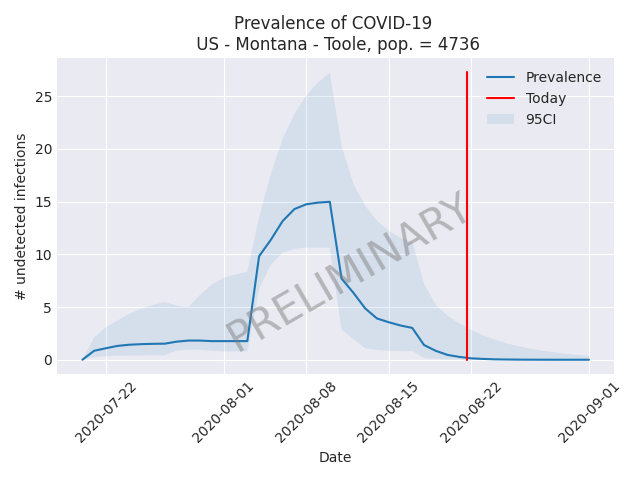 Prevalence of COVID-19
US - Montana - Toole, pop. = 4736
Prevalence
Today
95CI
25
20
15
10
5
0
# undetected infections
PRELIMINARY
2020-07-22
2020-08-01
2020-08-08
2020-08-15
2020-08-22
2020-09-01
Date